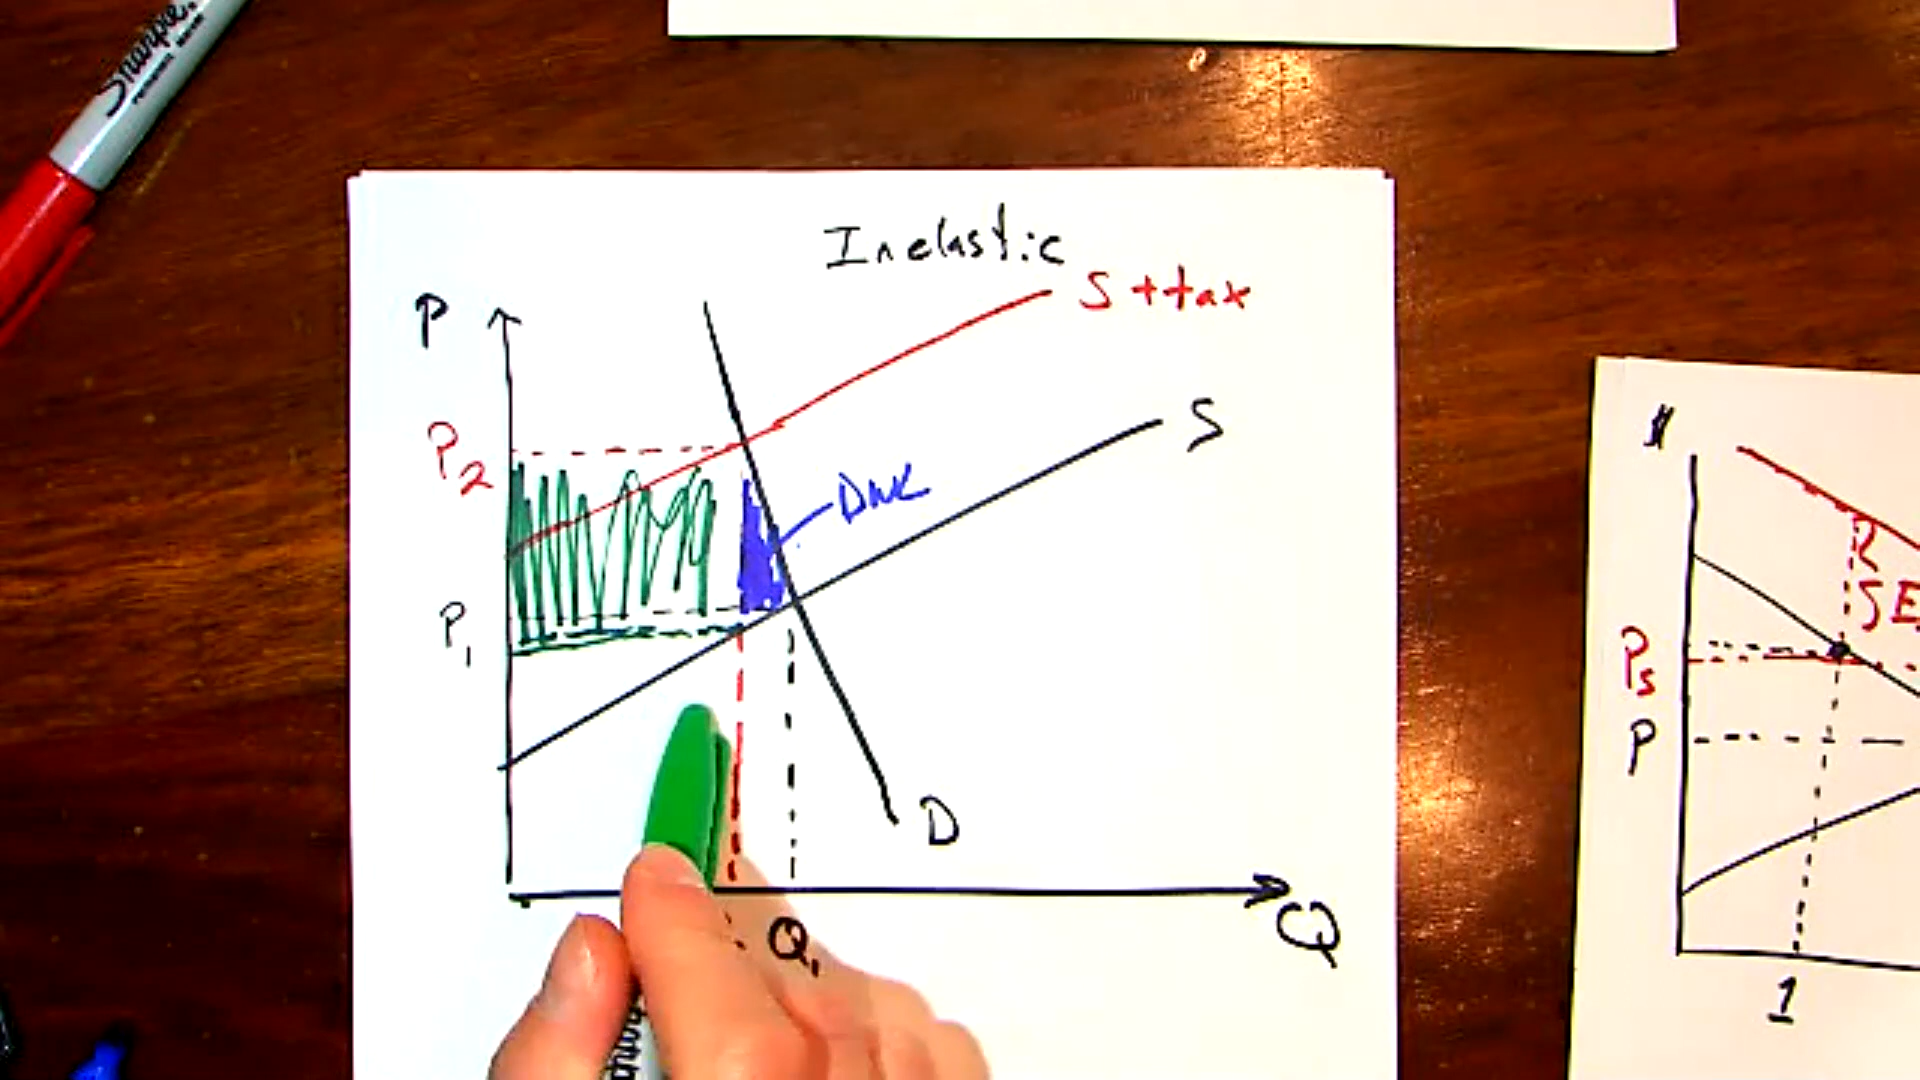 Sharpie
Inelastic
S + tax
P
S
P2
DWL
P1
D
Q1
Q
$
Ps
P
1